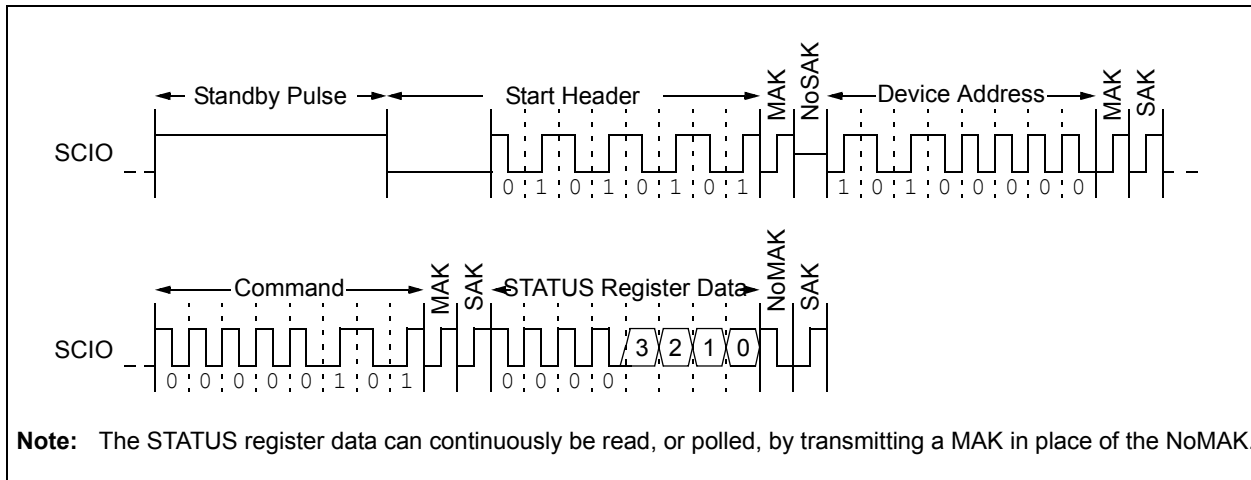 Standby Pulse
Start Header
MAK
NoSAK
Device Address
MAK
SAK
SCIO
0 1 0 1 0 1 0 1
1 0 1 0 0 0 0 0
Command
MAK
SAK
STATUS Register Data
NoMAK
SAK
SCIO
0 0 0 0 0 1 0 1
0 0 0 0
3 2 1 0
Note: The STATUS register data can continuously be read, or polled, by transmitting a MAK in place of the NoMAK.